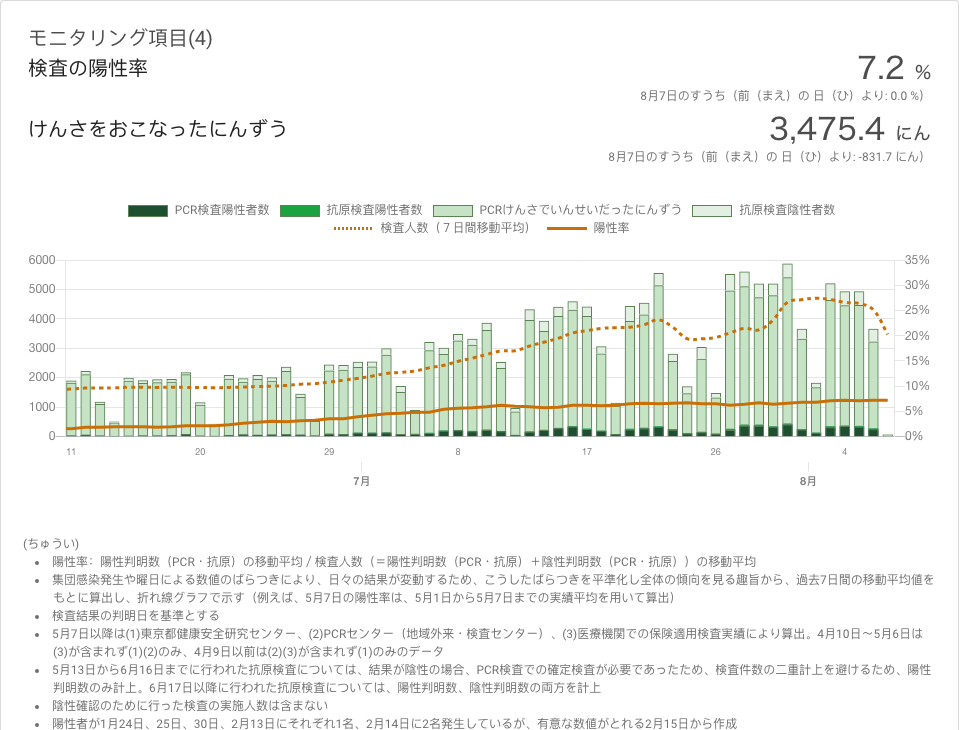 モニタリング項目(4)
検査の陽性率
7.2 %
8月7日のすうち（前（まえ）の 日（ひ）より: 0.0 %）
けんさをおこなったにんずう
3,475.4 にん
8月7日のすうち（前（まえ）の 日（ひ）より: -831.7 にん）
PCR検査陽性者数 抗原検査陽性者数 PCRけんさでいんせいだったにんずう 抗原検査陰性者数
検査人数（７日間移動平均） 陽性率
6000 35%
5000 30%
4000 25%
3000 20%
2000 15%
1000 10%
0 5%
0%
11 20 29 8 17 26 4
7月 8月
(ちゅうい)
• 陽性率：陽性判明数（PCR・抗原）の移動平均 / 検査人数（＝陽性判明数（PCR・抗原）＋陰性判明数（PCR・抗原））の移動平均
• 集団感染発生や曜日による数値のばらつきにより、日々の結果が変動するため、こうしたばらつきを平準化し全体の傾向を見る趣旨から、過去7日間の移動平均値を
もとに算出し、折れ線グラフで示す（例えば、5月7日の陽性率は、5月1日から5月7日までの実績平均を用いて算出）
• 検査結果の判明日を基準とする
• 5月7日以降は(1)東京都健康安全研究センター、(2)PCRセンター（地域外来・検査センター）、(3)医療機関での保険適用検査実績により算出。4月10日～5月6日は
(3)が含まれず(1)(2)のみ、4月9日以前は(2)(3)が含まれず(1)のみのデータ
• 5月13日から6月16日までに行われた抗原検査については、結果が陰性の場合、PCR検査での確定検査が必要であったため、検査件数の二重計上を避けるため、陽性
判明数のみ計上。6月17日以降に行われた抗原検査については、陽性判明数、陰性判明数の両方を計上
• 陰性確認のために行った検査の実施人数は含まない
• 陽性者が1月24日、25日、30日、2月13日にそれぞれ1名、2月14日に2名発生しているが、有意な数値がとれる2月15日から作成